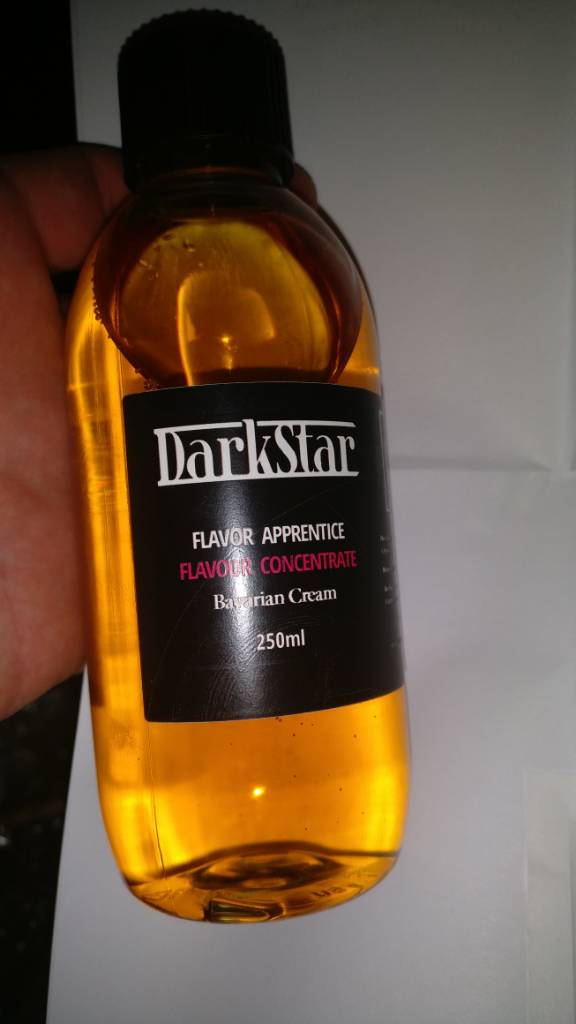 DarkStar
FLAVOR APPRENTICE
FLAVOUR CONCENTRATE
Bavarian Cream
250ml